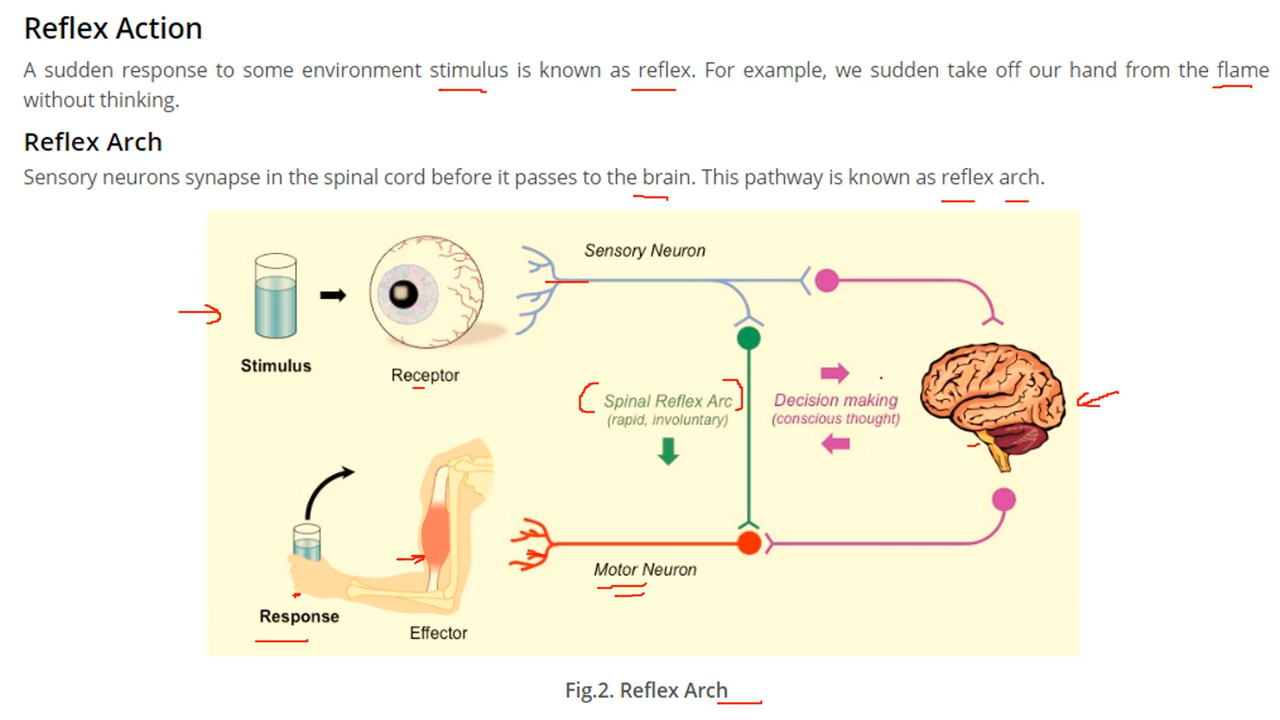 Reflex Action
A sudden response to some environment stimulus is known as reflex. For example, we sudden take off our hand from the flame
without thinking.
Reflex Arch
Sensory neurons synapse in the spinal cord before it passes to the brain. This pathway is known as reflex arch.
Sensory Neuron
Stimulus
Receptor
Spinal Reflex Arc
(rapid, involuntary)
Decision making
(conscious thought)
Motor Neuron
Response
Effector
Fig.2. Reflex Arch